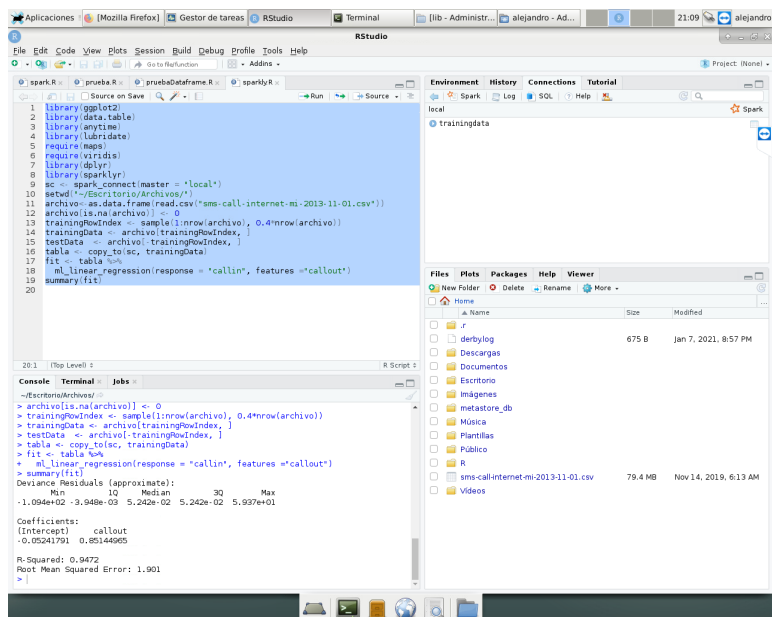 Aplicaciones [Mozilla Firefox] Gestor de tareas RStudio Terminal [lib - Administr... alejandro - Ad... 21:09 alejandro
RStudio
File Edit Code View Plots Session Build Debug Profile Tools Help
Go to file/function Addins Project: (None)
spark.R prueba.R pruebaDataframe.R sparkly.R
Source on Save Run Source
1 library(ggplot2)
2 library(data.table)
3 library(anytime)
4 library(lubridate)
5 require(maps)
6 require(viridis)
7 library(dplyr)
8 library(sparklyr)
9 sc <- spark_connect(master = "local")
10 setwd("~/Escritorio/Archivos/")
11 archivo<-as.data.frame(read.csv("sms-call-internet-mi-2013-11-01.csv"))
12 archivo[is.na(archivo)] <- 0
13 trainingRowIndex <- sample(1:nrow(archivo), 0.4*nrow(archivo))
14 trainingData <- archivo[trainingRowIndex, ]
15 testData  <- archivo[-trainingRowIndex, ]
16 tabla <- copy_to(sc, trainingData)
17 fit <- tabla %>%
18   ml_linear_regression(response = "callin", features ="callout")
19 summary(fit)
20
20:1 (Top Level) R Script
Console Terminal Jobs
~/Escritorio/Archivos/
> archivo[is.na(archivo)] <- 0
> trainingRowIndex <- sample(1:nrow(archivo), 0.4*nrow(archivo))
> trainingData <- archivo[trainingRowIndex, ]
> testData  <- archivo[-trainingRowIndex, ]
> tabla <- copy_to(sc, trainingData)
> fit <- tabla %>%
+   ml_linear_regression(response = "callin", features ="callout")
> summary(fit)
Deviance Residuals (approximate):
Min 1Q Median 3Q Max
-1.094e+02 -3.948e-03 5.242e-02 5.242e-02 5.937e+01
Coefficients:
(Intercept) callout
-0.05241791 0.85144965
R-Squared: 0.9472
Root Mean Squared Error: 1.901
>
Environment History Connections Tutorial
Spark Log SQL Help
local Spark
trainingdata
Files Plots Packages Help Viewer
New Folder Delete Rename More
Home ...
Name Size Modified
.r
derby.log 675 B Jan 7, 2021, 8:57 PM
Descargas
Documentos
Escritorio
Imágenes
metastore_db
Música
Plantillas
Público
R
sms-call-internet-mi-2013-11-01.csv 79.4 MB Nov 14, 2019, 6:13 AM
Vídeos